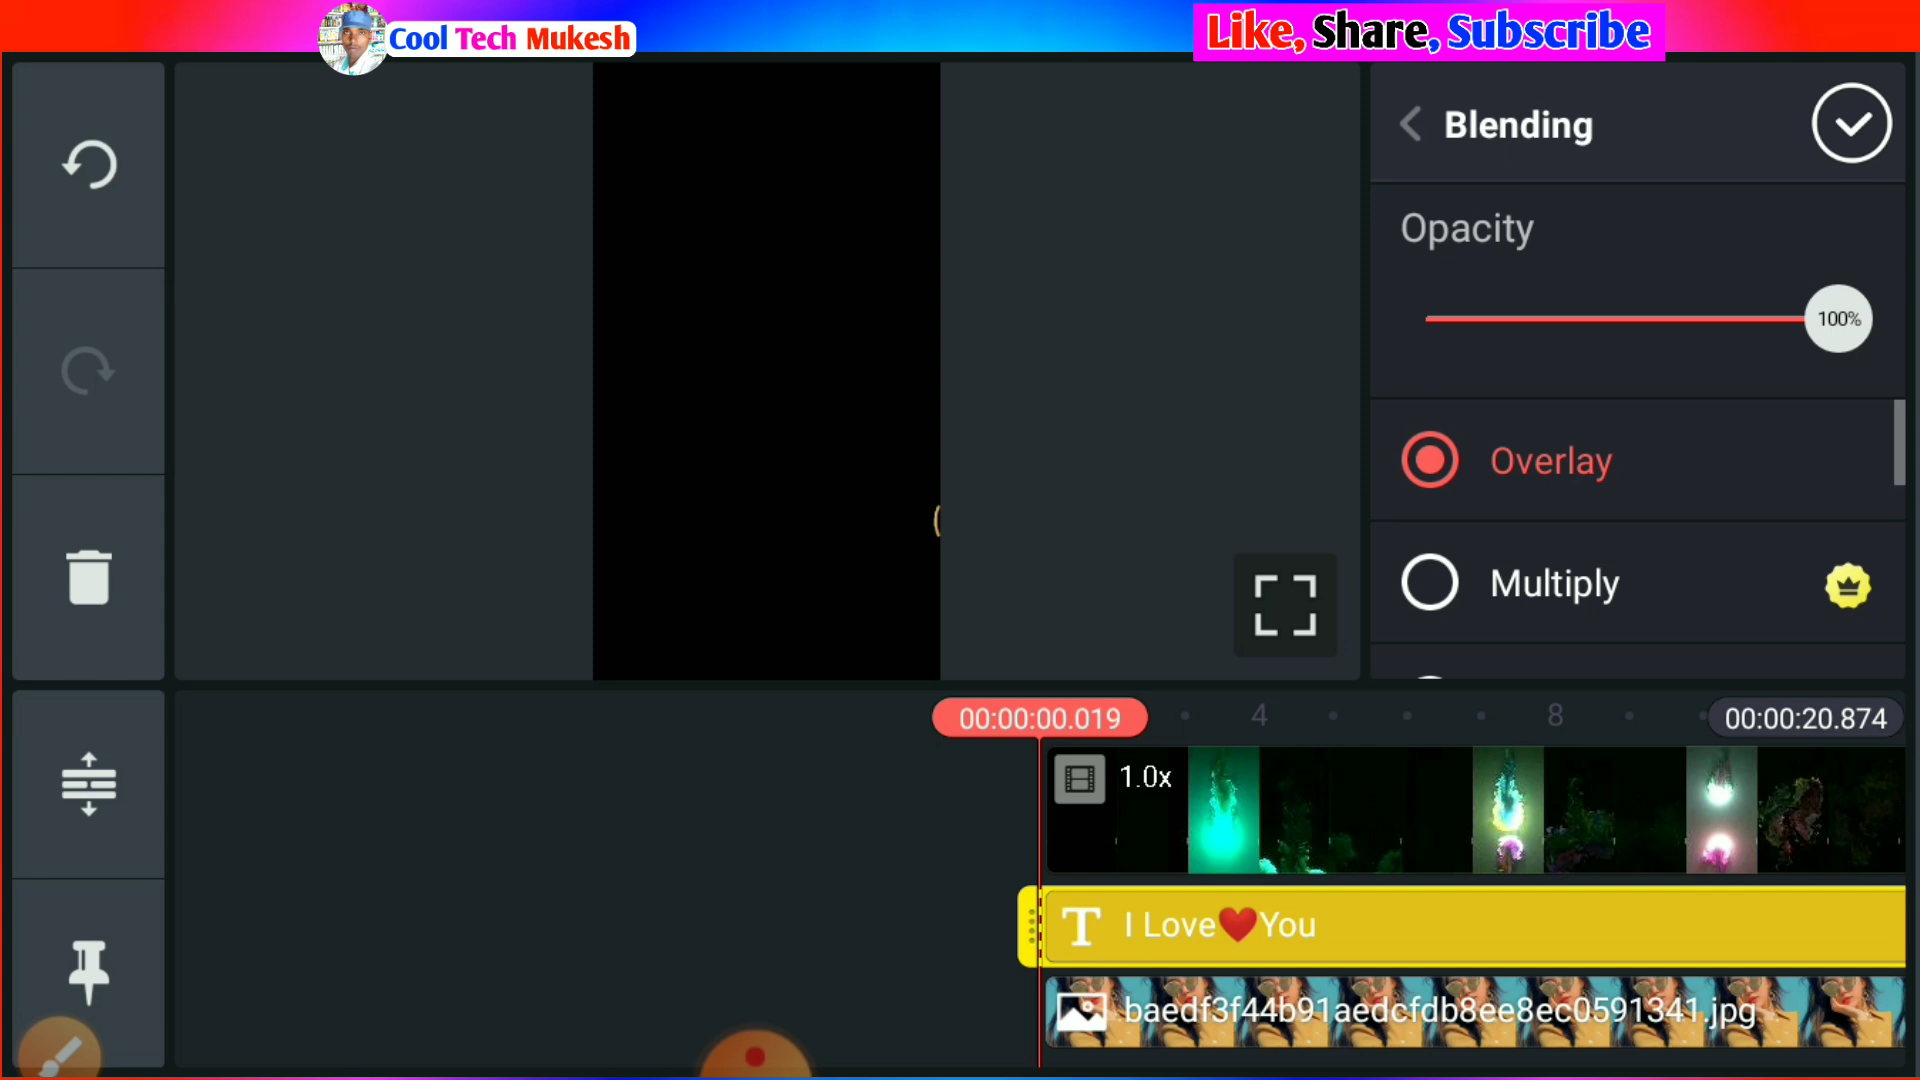 Cool Tech Mukesh
Like, Share, Subscribe
Blending
Opacity
100%
Overlay
Multiply
00:00:00.019
4
8
00:00:20.874
1.0x
T I Love❤️You
baedf3f44b91aedcfdb8ee8ec0591341.jpg